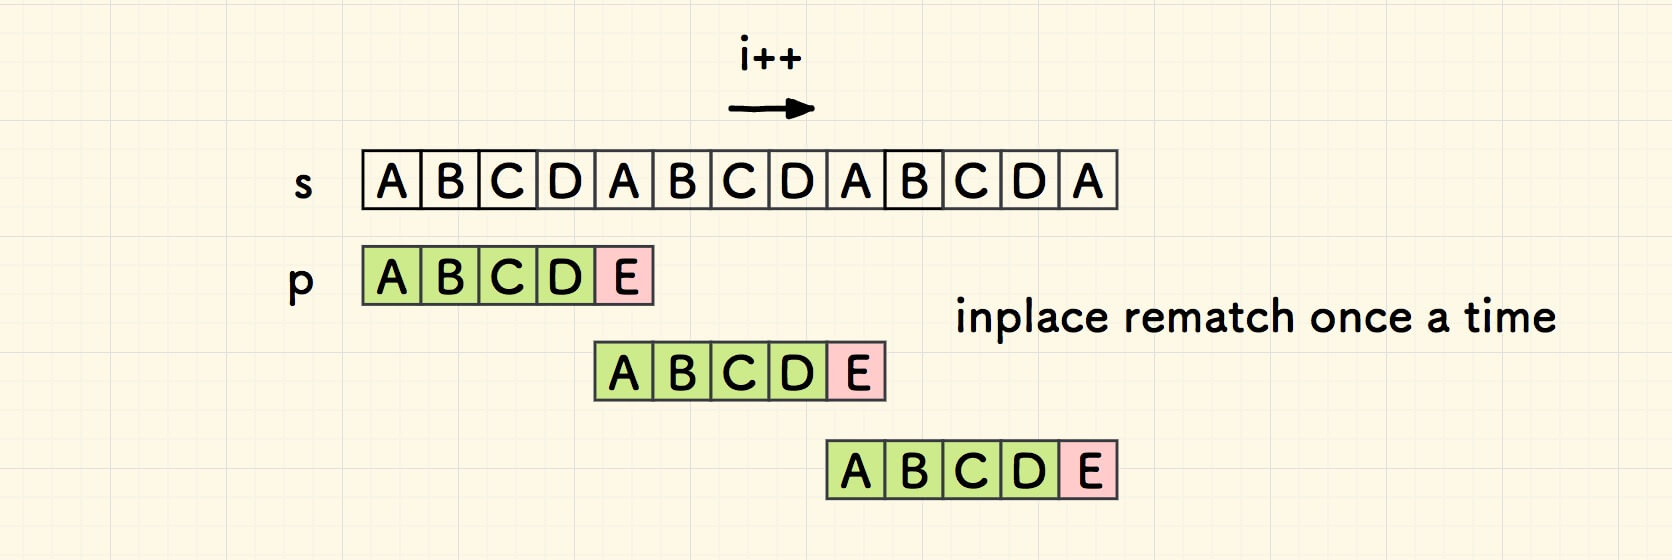 i++
s A B C D A B C D A B C D A
p A B C D E
inplace rematch once a time
A B C D E
A B C D E